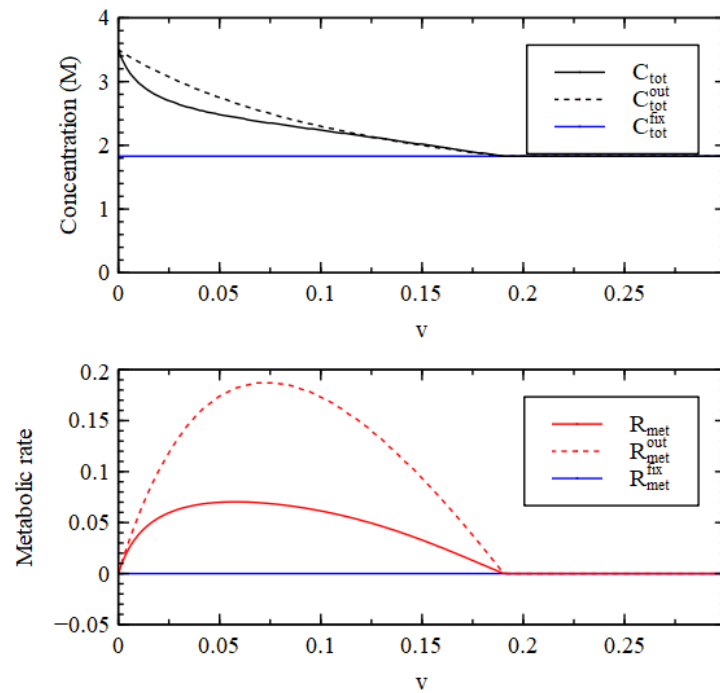 4
3
2
1
0
Concentration (M)
C_tot
C_tot^out
C_tot^fix
0 0.05 0.1 0.15 0.2 0.25
v
0.2
0.15
0.1
0.05
0
−0.05
Metabolic rate
R_met
R_met^out
R_met^fix
0 0.05 0.1 0.15 0.2 0.25
v